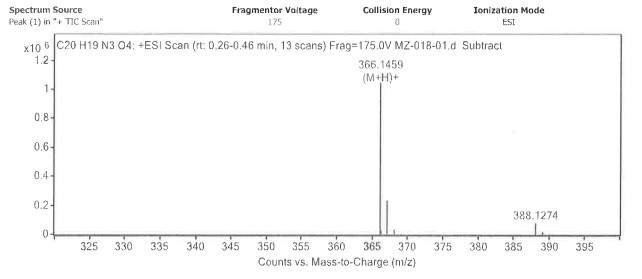 Spectrum Source Fragmentor Voltage Collision Energy Ionization Mode
Peak (1) in "+ TIC Scan" 175 0 ESI
x10 6 C20 H19 N3 O4: +ESI Scan (rt: 0.26-0.46 min, 13 scans) Frag=175.0V MZ-018-01.d Subtract
1.2
366.1459
(M+H)+
1
0.8
0.6
0.4
0.2
388.1274
0
325 330 335 340 345 350 355 360 365 370 375 380 385 390 395
Counts vs. Mass-to-Charge (m/z)